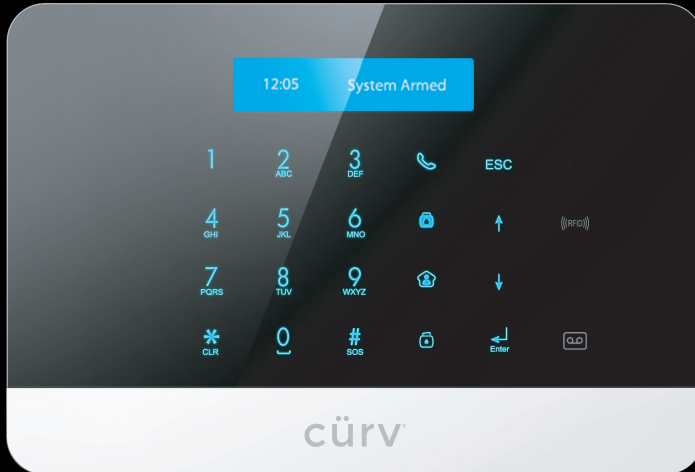 12:05 System Armed
1 2 3 ESC
ABC DEF
4 5 6 ((RFID))
GHI JKL MNO
7 8 9
PQRS TUV WXYZ
* 0 #
CLR SOS Enter
cürv